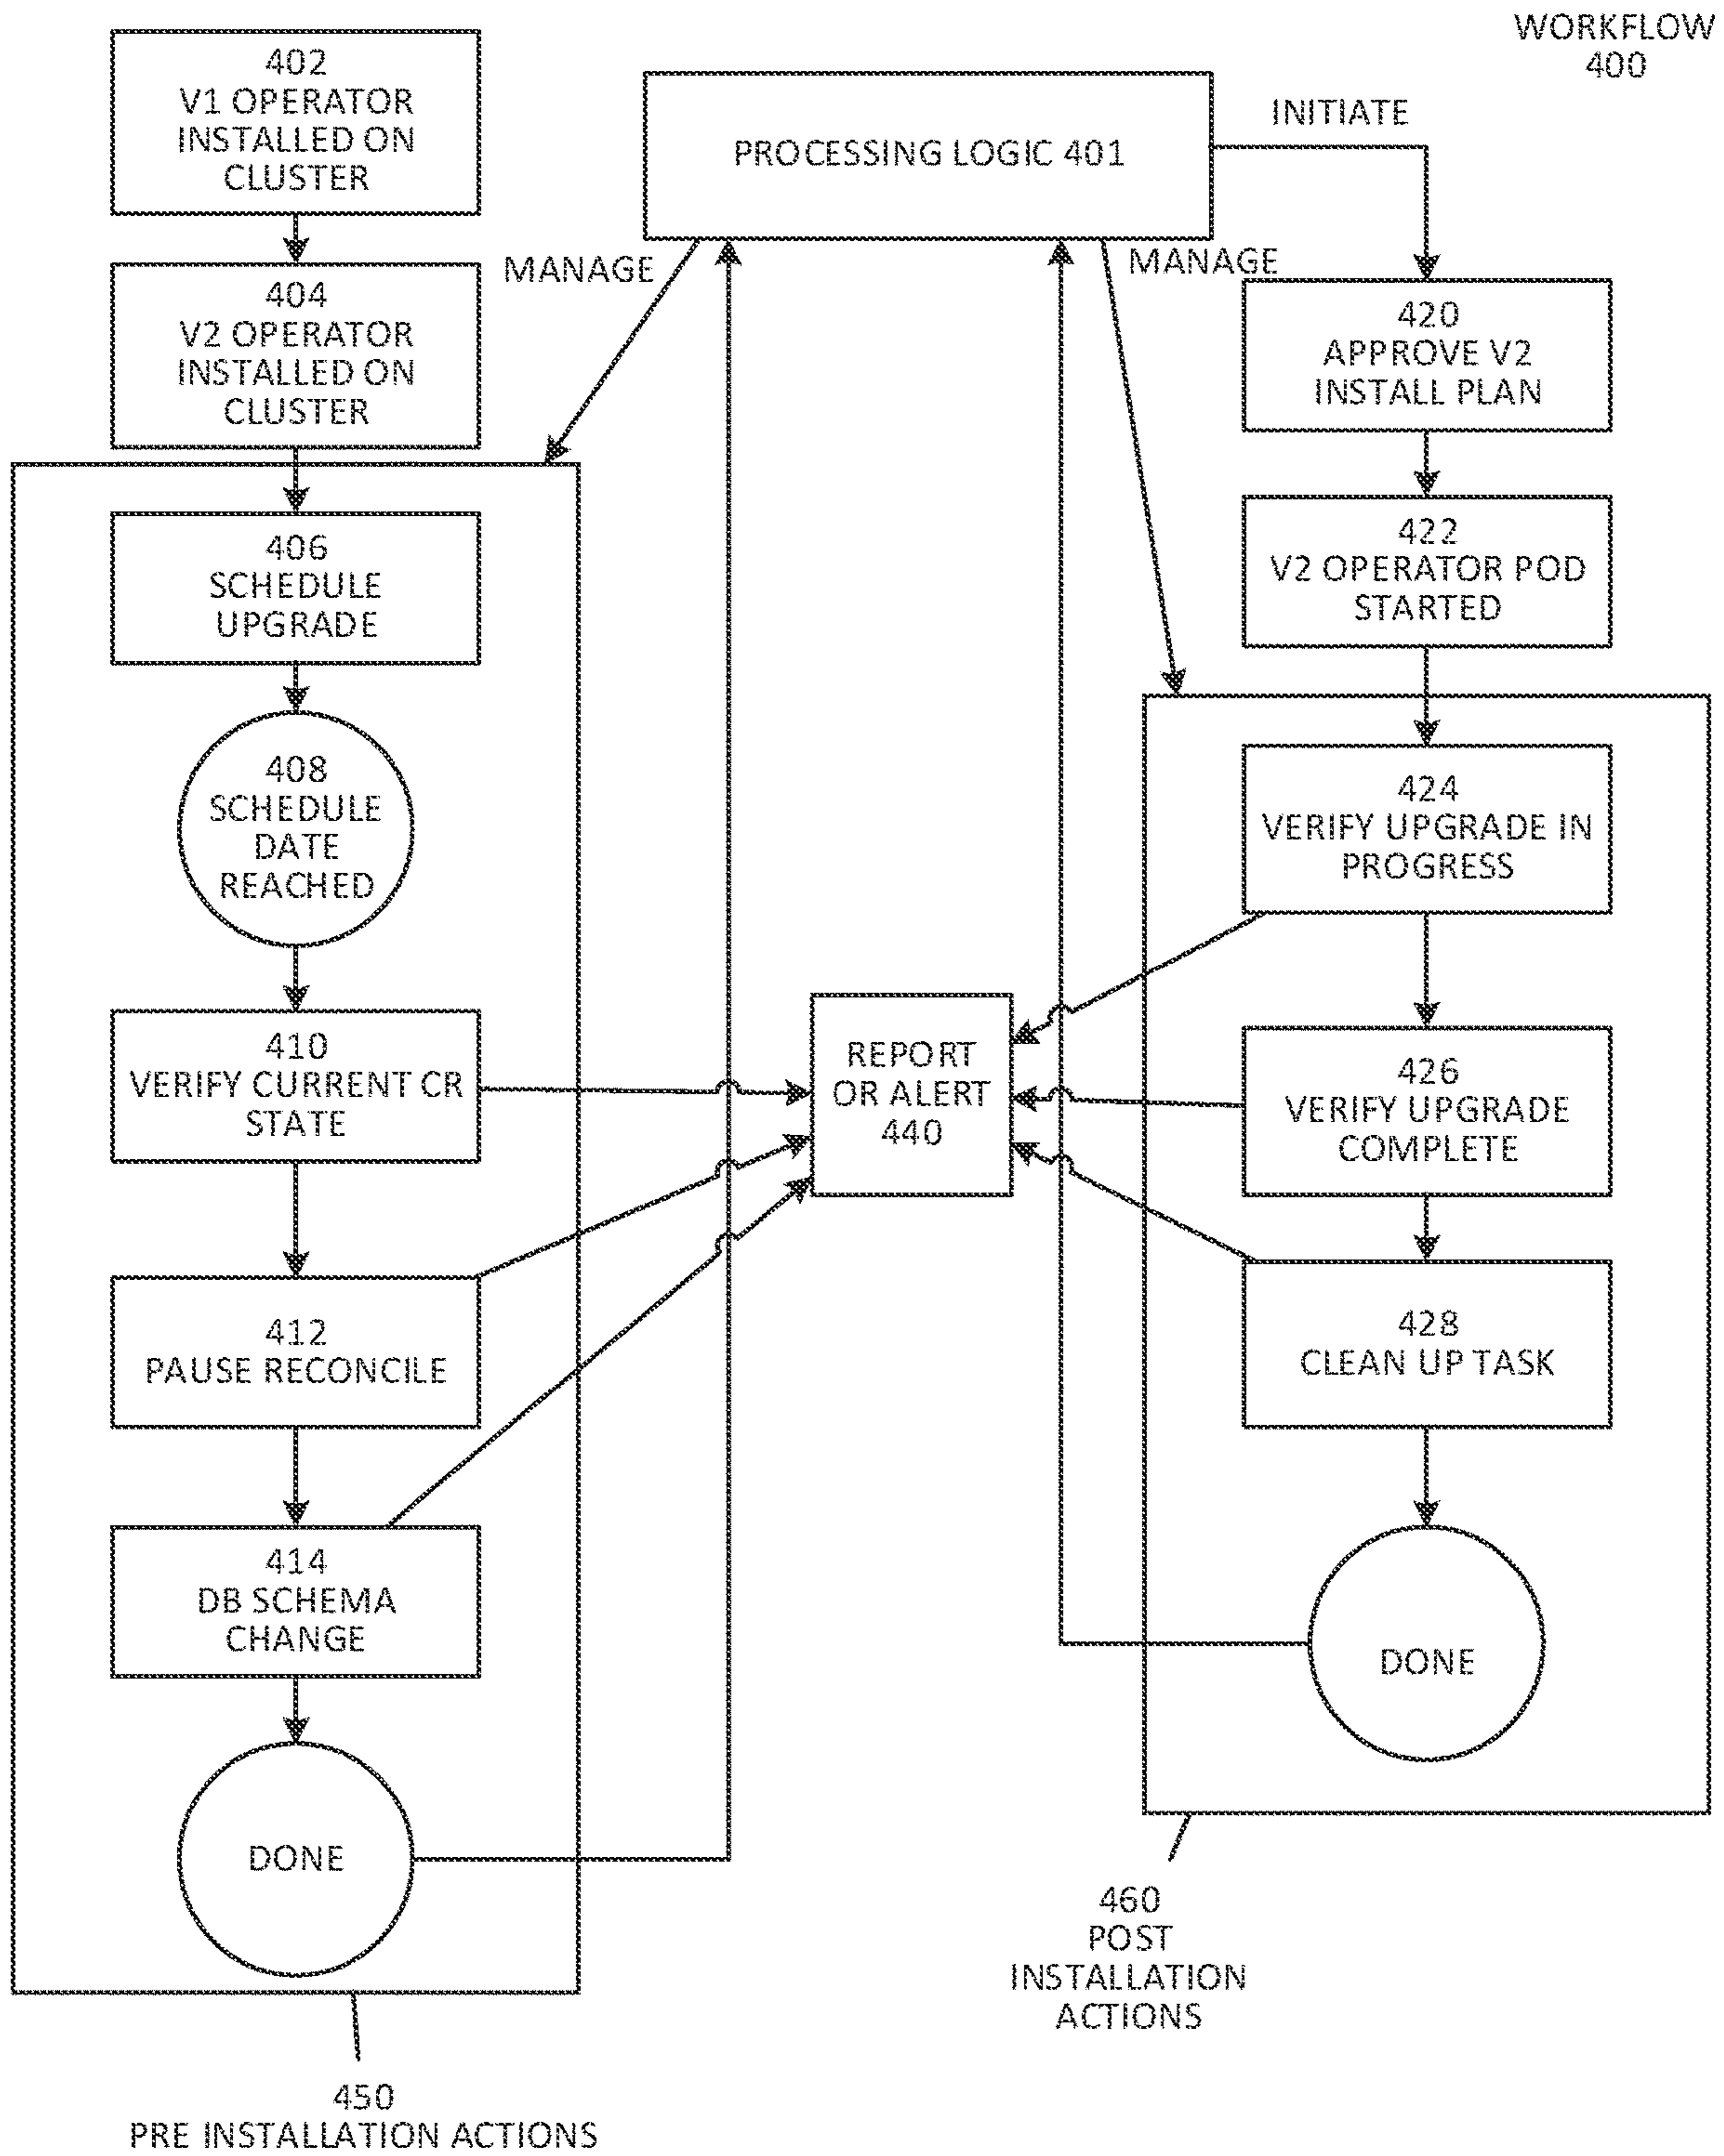 WORKFLOW
400
402
V1 OPERATOR
INSTALLED ON
CLUSTER
PROCESSING LOGIC 401
INITIATE
MANAGE
MANAGE
404
V2 OPERATOR
INSTALLED ON
CLUSTER
420
APPROVE V2
INSTALL PLAN
406
SCHEDULE
UPGRADE
422
V2 OPERATOR POD
STARTED
408
SCHEDULE
DATE
REACHED
424
VERIFY UPGRADE IN
PROGRESS
410
VERIFY CURRENT CR
STATE
REPORT
OR ALERT
440
426
VERIFY UPGRADE
COMPLETE
412
PAUSE RECONCILE
428
CLEAN UP TASK
414
DB SCHEMA
CHANGE
DONE
DONE
460
POST
INSTALLATION
ACTIONS
450
PRE INSTALLATION ACTIONS